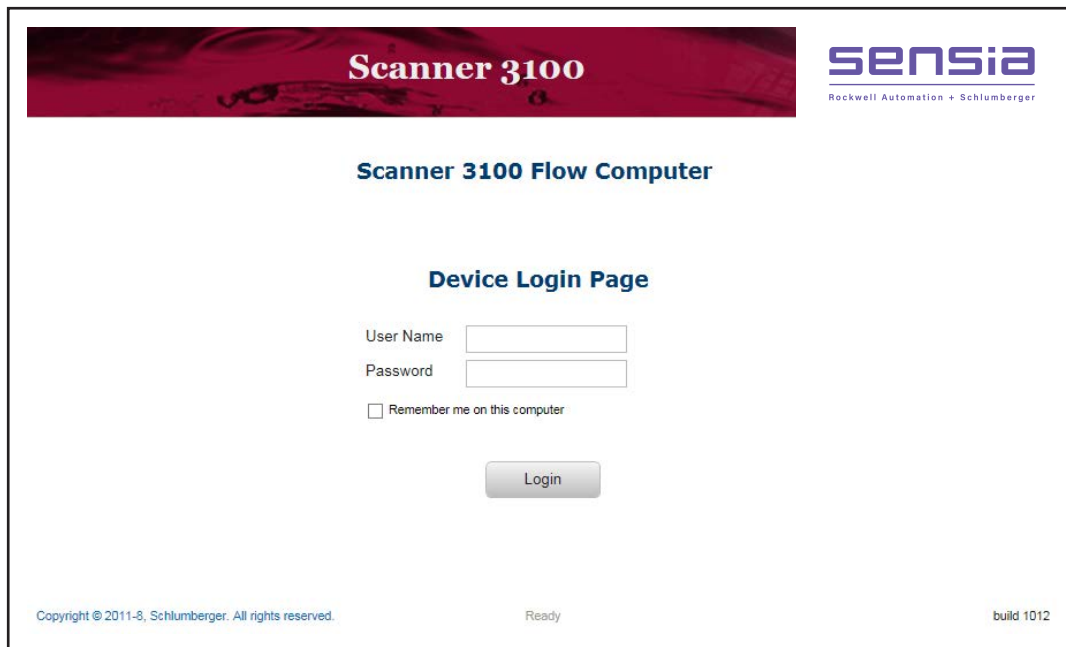 Scanner 3100
sensia
Rockwell Automation + Schlumberger
Scanner 3100 Flow Computer
Device Login Page
User Name
Password
Remember me on this computer
Login
Copyright © 2011-8, Schlumberger. All rights reserved.
Ready
build 1012